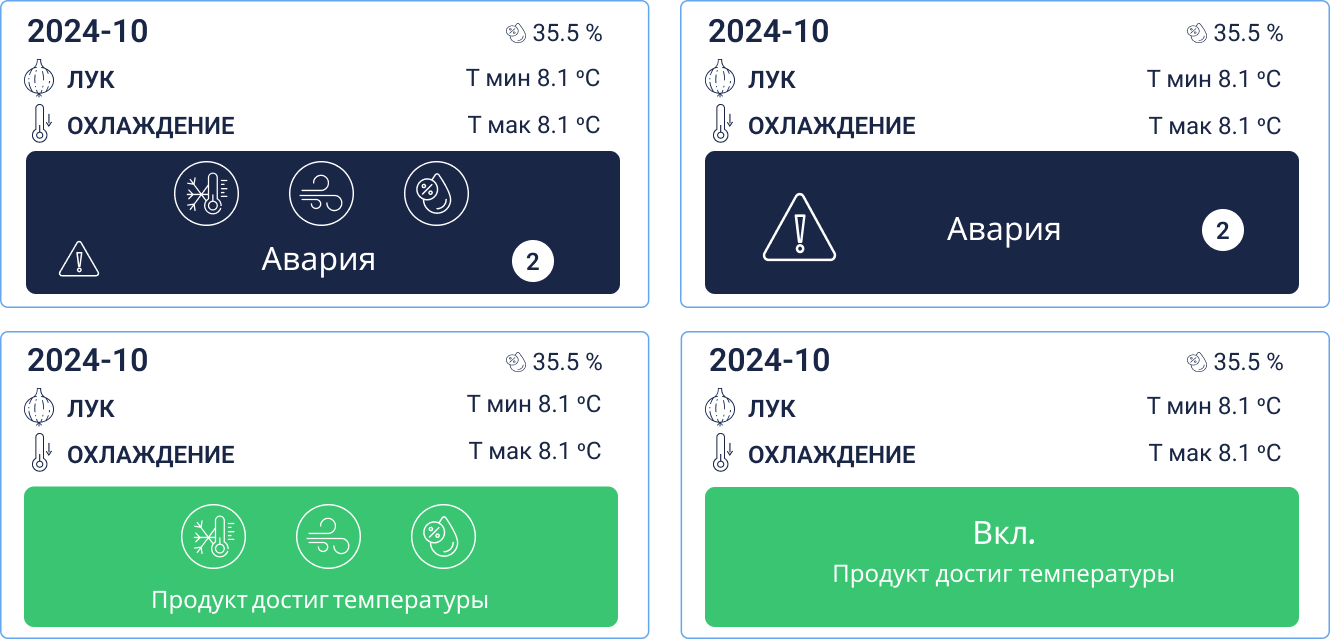 2024-10
35.5 %
ЛУК
Т мин 8.1 ºC
ОХЛАЖДЕНИЕ
Т мак 8.1 ºC
%
Авария
2
2024-10
35.5 %
ЛУК
Т мин 8.1 ºC
ОХЛАЖДЕНИЕ
Т мак 8.1 ºC
Авария
2
2024-10
35.5 %
ЛУК
Т мин 8.1 ºC
ОХЛАЖДЕНИЕ
Т мак 8.1 ºC
%
Продукт достиг температуры
2024-10
35.5 %
ЛУК
Т мин 8.1 ºC
ОХЛАЖДЕНИЕ
Т мак 8.1 ºC
Вкл.
Продукт достиг температуры